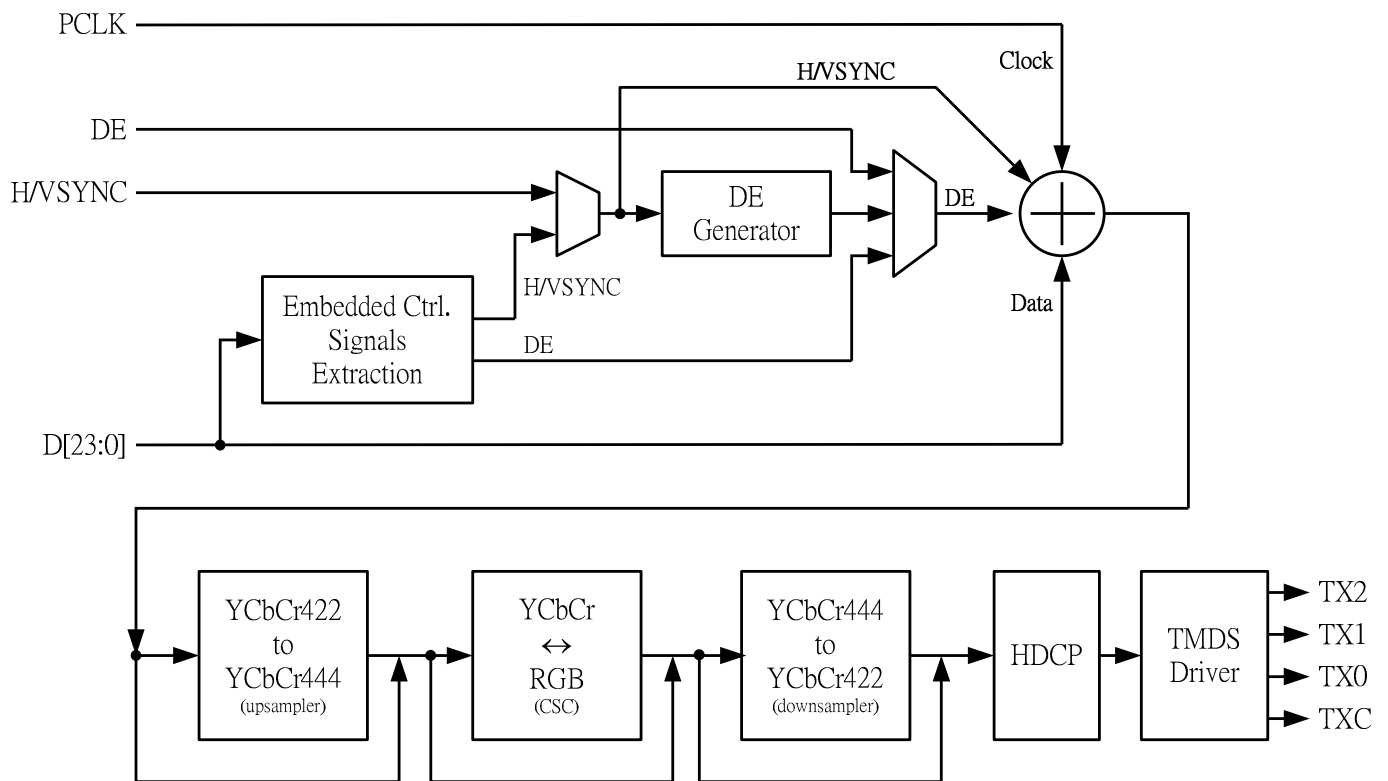 PCLK
Clock
H/VSYNC
DE
H/VSYNC
DE
Generator
DE
H/VSYNC
Embedded Ctrl.
Signals
Extraction
DE
Data
D[23:0]
YCbCr422
to
YCbCr444
(upsampler)
YCbCr
↔
RGB
(CSC)
YCbCr444
to
YCbCr422
(downsampler)
HDCP
TMDS
Driver
TX2
TX1
TX0
TXC